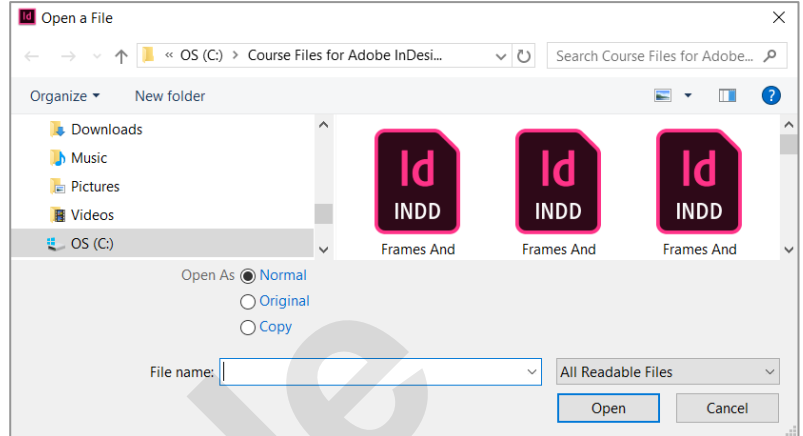 Id Open a File
« OS (C:) > Course Files for Adobe InDesi...
Search Course Files for Adobe...
Organize New folder
Downloads
Music
Pictures
Videos
OS (C:)
Id Id Id
INDD INDD INDD
Frames And Frames And Frames And
Open As Normal
Original
Copy
File name: All Readable Files
Open Cancel